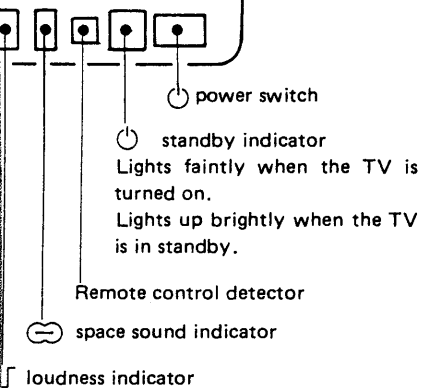 power switch
standby indicator
Lights faintly when the TV is
turned on.
Lights up brightly when the TV
is in standby.
Remote control detector
space sound indicator
loudness indicator